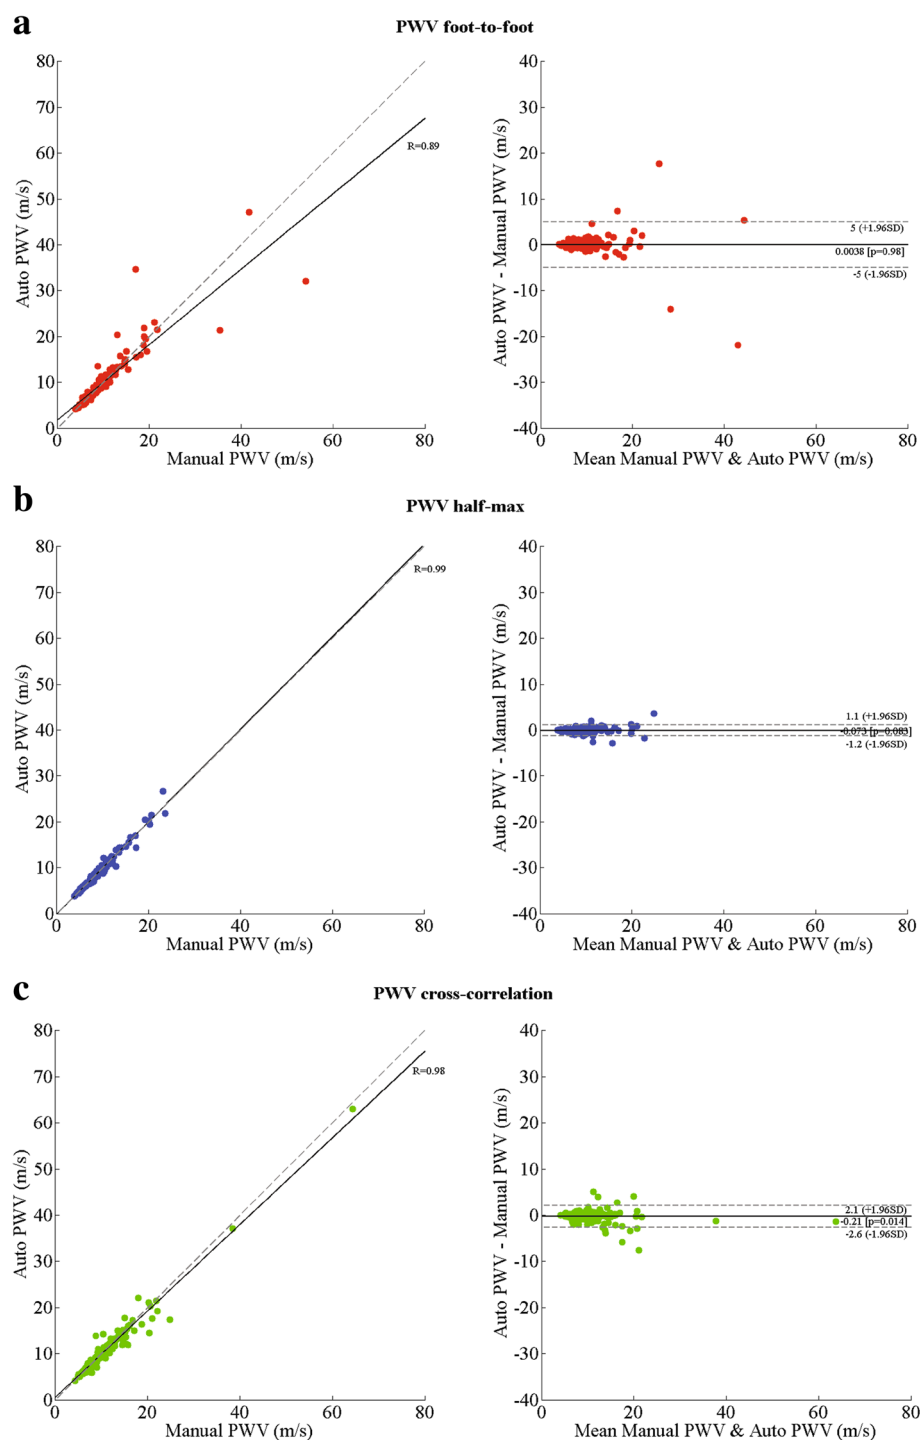 a
PWV foot-to-foot
80
70
60
50
40
30
20
10
0
0
20
40
60
80
Auto PWV (m/s)
Manual PWV (m/s)
R=0.89
40
30
20
10
0
-10
-20
-30
-40
0
20
40
60
80
Auto PWV - Manual PWV (m/s)
Mean Manual PWV & Auto PWV (m/s)
5 (+1.96SD)
0.0038 [p=0.98]
-5 (-1.96SD)
b
PWV half-max
80
70
60
50
40
30
20
10
0
0
20
40
60
80
Auto PWV (m/s)
Manual PWV (m/s)
R=0.99
40
30
20
10
0
-10
-20
-30
-40
0
20
40
60
80
Auto PWV - Manual PWV (m/s)
Mean Manual PWV & Auto PWV (m/s)
1.1 (+1.96SD)
-0.073 [p=0.083]
-1.2 (-1.96SD)
c
PWV cross-correlation
80
70
60
50
40
30
20
10
0
0
20
40
60
80
Auto PWV (m/s)
Manual PWV (m/s)
R=0.98
40
30
20
10
0
-10
-20
-30
-40
0
20
40
60
80
Auto PWV - Manual PWV (m/s)
Mean Manual PWV & Auto PWV (m/s)
2.1 (+1.96SD)
-0.21 [p=0.014]
-2.6 (-1.96SD)